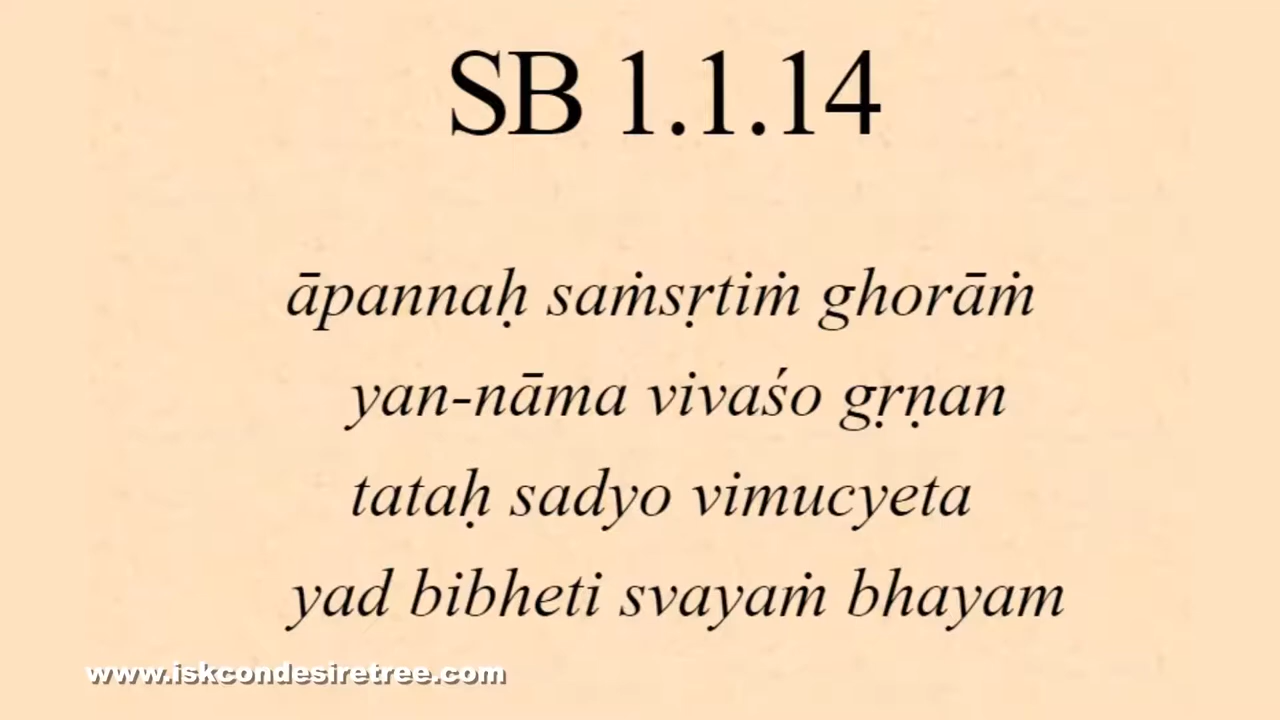 SB 1.1.14
āpannaḥ saṁsṛtiṁ ghorāṁ
yan-nāma vivaśo gṛṇan
tataḥ sadyo vimucyeta
yad bibheti svayaṁ bhayam
www.iskcondesiretree.com